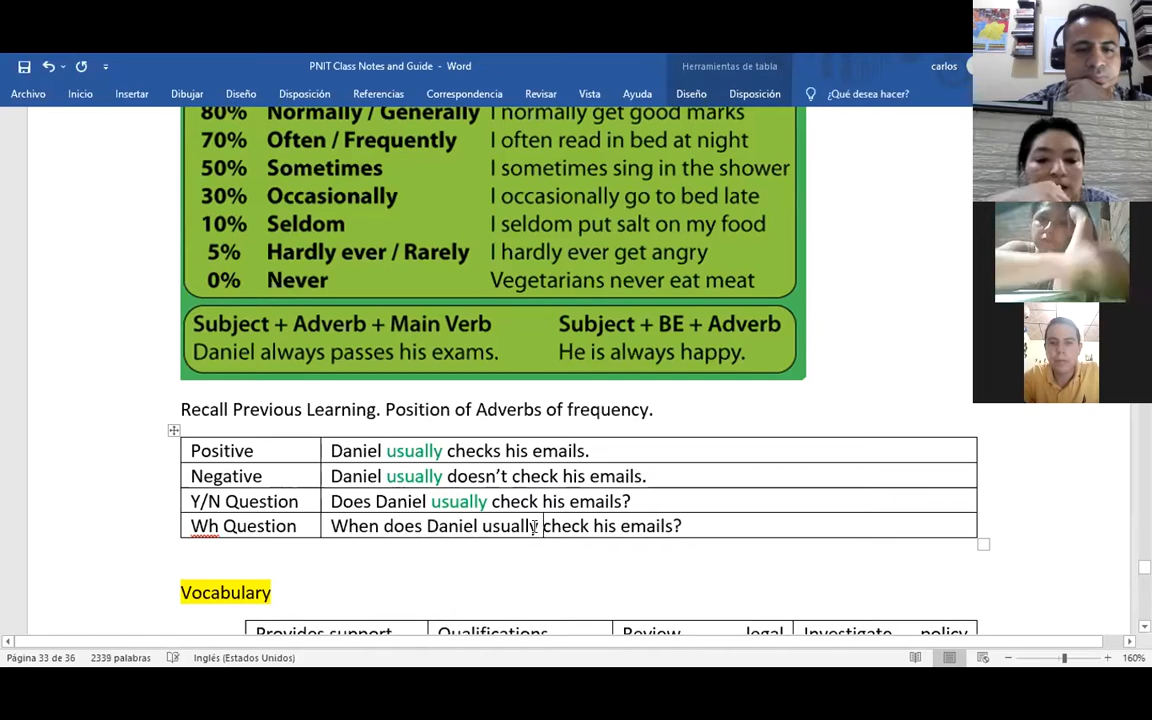 PNIT Class Notes and Guide - Word
Herramientas de tabla
carlos
Archivo Inicio Insertar Dibujar Diseño Disposición Referencias Correspondencia Revisar Vista Ayuda Diseño Disposición ¿Qué desea hacer?
80% Normally / Generally I normally get good marks
70% Often / Frequently I often read in bed at night
50% Sometimes I sometimes sing in the shower
30% Occasionally I occasionally go to bed late
10% Seldom I seldom put salt on my food
5% Hardly ever / Rarely I hardly ever get angry
0% Never Vegetarians never eat meat
Subject + Adverb + Main Verb Subject + BE + Adverb
Daniel always passes his exams. He is always happy.
Recall Previous Learning. Position of Adverbs of frequency.
Positive Daniel usually checks his emails.
Negative Daniel usually doesn't check his emails.
Y/N Question Does Daniel usually check his emails?
Wh Question When does Daniel usually check his emails?
Vocabulary
Provides support Qualifications Review legal Investigate policy
Página 33 de 36 2339 palabras Inglés (Estados Unidos) 160%